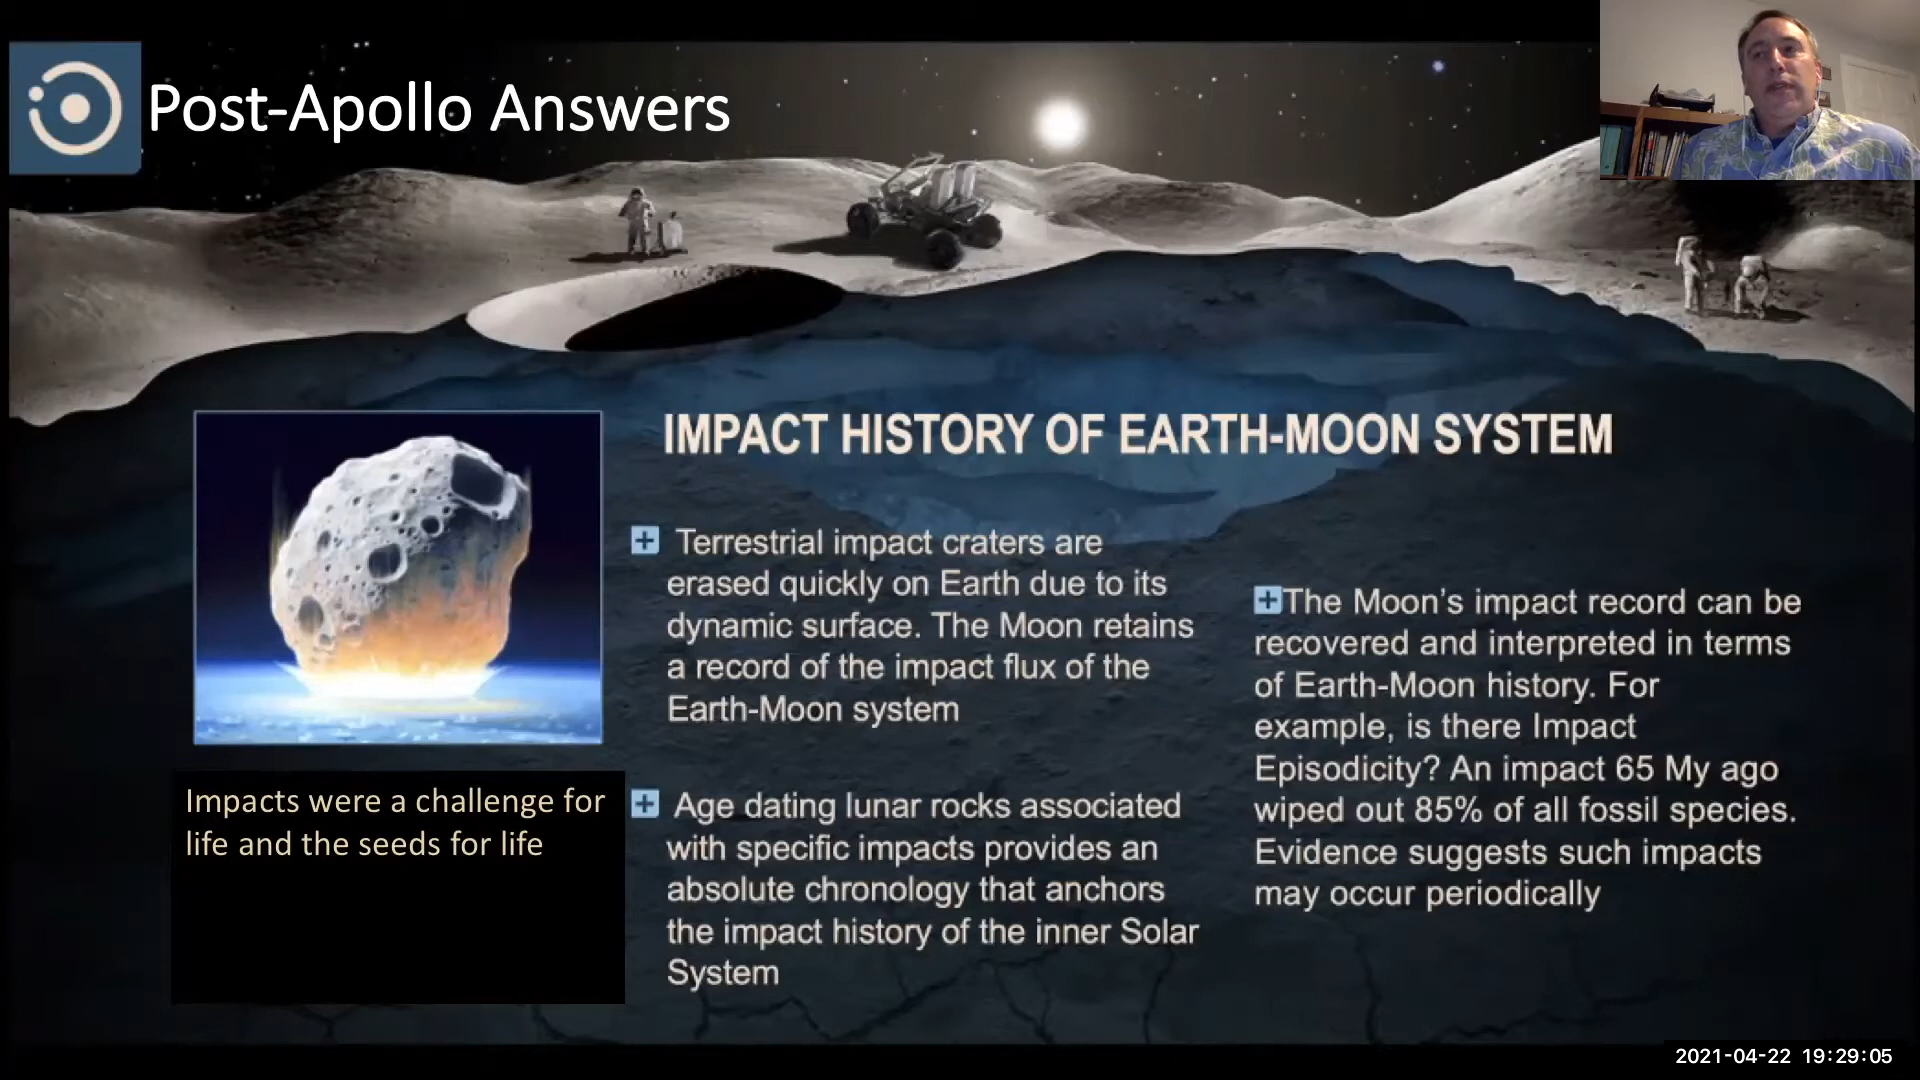 Post-Apollo Answers
IMPACT HISTORY OF EARTH-MOON SYSTEM
Terrestrial impact craters are
erased quickly on Earth due to its
dynamic surface. The Moon retains
a record of the impact flux of the
Earth-Moon system
Age dating lunar rocks associated
with specific impacts provides an
absolute chronology that anchors
the impact history of the inner Solar
System
The Moon's impact record can be
recovered and interpreted in terms
of Earth-Moon history. For
example, is there Impact
Episodicity? An impact 65 My ago
wiped out 85% of all fossil species.
Evidence suggests such impacts
may occur periodically
Impacts were a challenge for
life and the seeds for life
2021-04-22 19:29:05